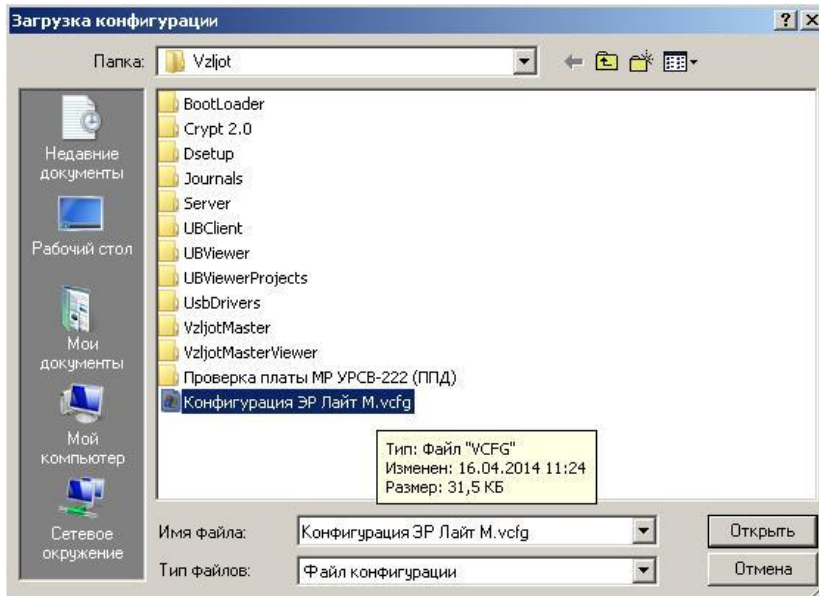 Загрузка конфигурации
Папка:
Vzljot
Недавние
документы
Рабочий стол
Мои
документы
Мой
компьютер
Сетевое
окружение
BootLoader
Crypt 2.0
Dsetup
Journals
Server
UBClient
UBViewer
UBViewerProjects
UsbDrivers
VzljotMaster
VzljotMasterViewer
Проверка платы МР УРСВ-222 (ППД)
Конфигурация ЭР Лайт М.vcfg
Тип: Файл "VCFG"
Изменен: 16.04.2014 11:24
Размер: 31,5 КБ
Имя файла:
Конфигурация ЭР Лайт М.vcfg
Открыть
Тип файлов:
Файл конфигурации
Отмена